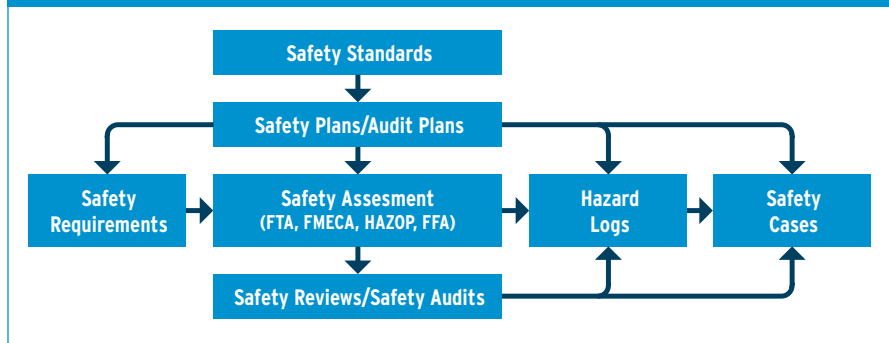 Safety Standards
Safety Plans/Audit Plans
Safety
Requirements
Safety Assesment
(FTA, FMECA, HAZOP, FFA)
Hazard
Logs
Safety
Cases
Safety Reviews/Safety Audits